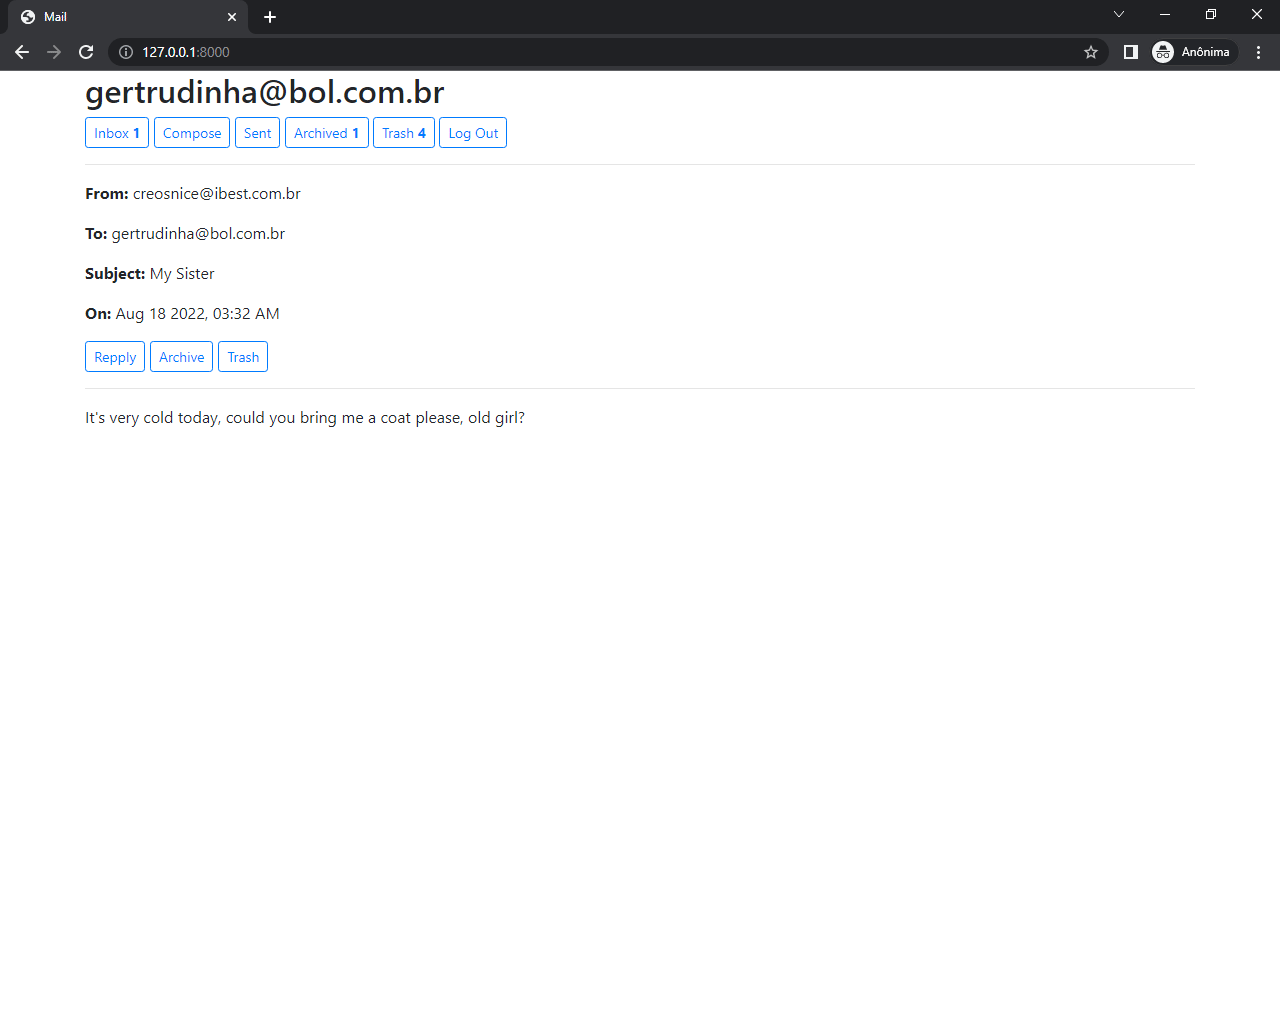 Mail
127.0.0.1:8000
Anônima
gertrudinha@bol.com.br
Inbox 1 Compose Sent Archived 1 Trash 4 Log Out
From: creosnice@ibest.com.br
To: gertrudinha@bol.com.br
Subject: My Sister
On: Aug 18 2022, 03:32 AM
Repply Archive Trash
It's very cold today, could you bring me a coat please, old girl?